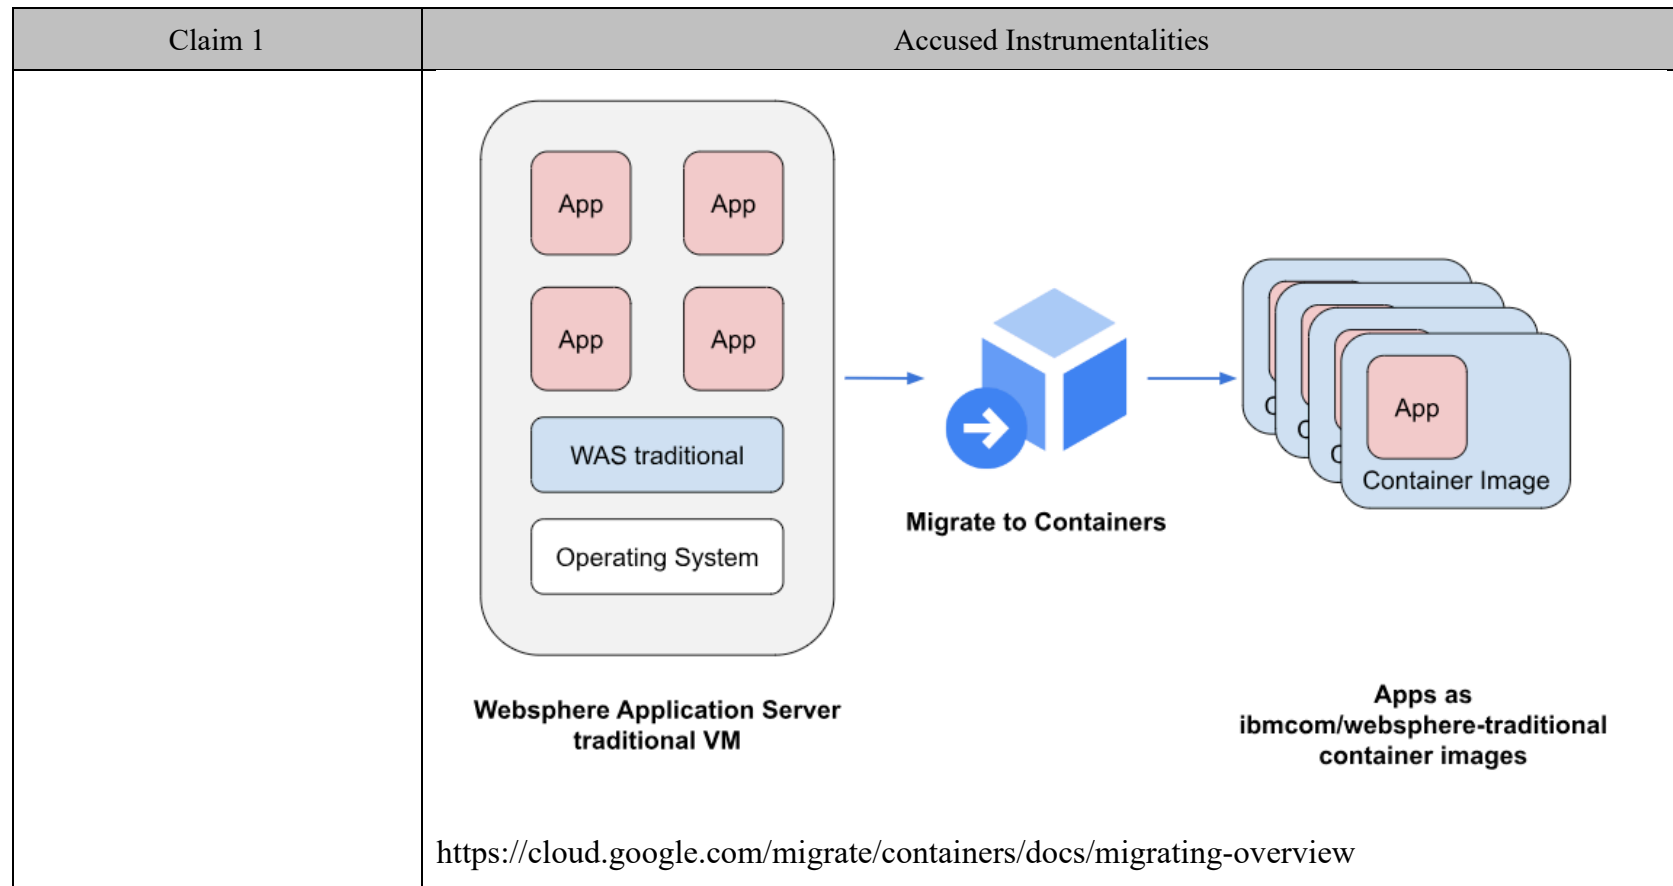 Claim 1
Accused Instrumentalities
App
App
App
App
WAS traditional
Operating System
Websphere Application Server
traditional VM
Migrate to Containers
C
C
C
App
Container Image
Apps as
ibmcom/websphere-traditional
container images
https://cloud.google.com/migrate/containers/docs/migrating-overview